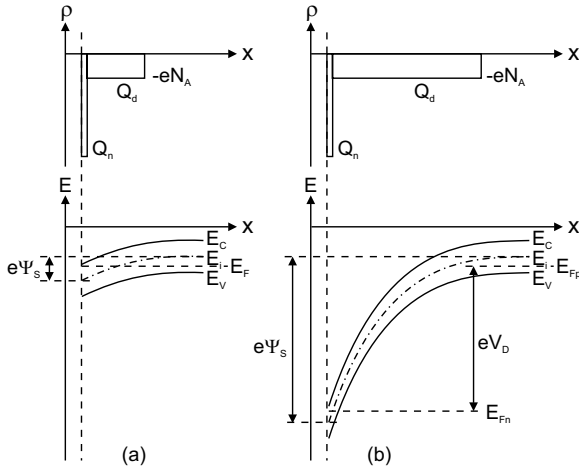 ρ
x
-eN_A
Q_d
Q_n
E
x
E_C
E_i
E_F
E_V
eΨ_S
(a)
ρ
x
-eN_A
Q_d
Q_n
E
x
E_C
E_i
E_Fp
E_V
eΨ_S
eV_D
E_Fn
(b)